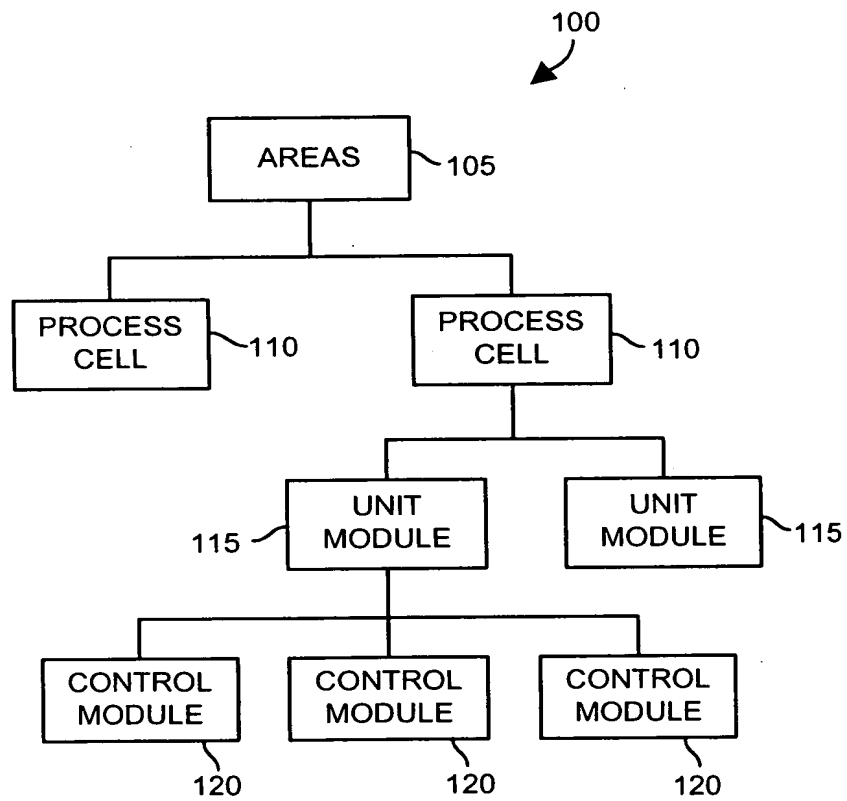 100
AREAS
105
PROCESS
CELL
110
PROCESS
CELL
110
UNIT
MODULE
115
UNIT
MODULE
115
CONTROL
MODULE
120
CONTROL
MODULE
120
CONTROL
MODULE
120